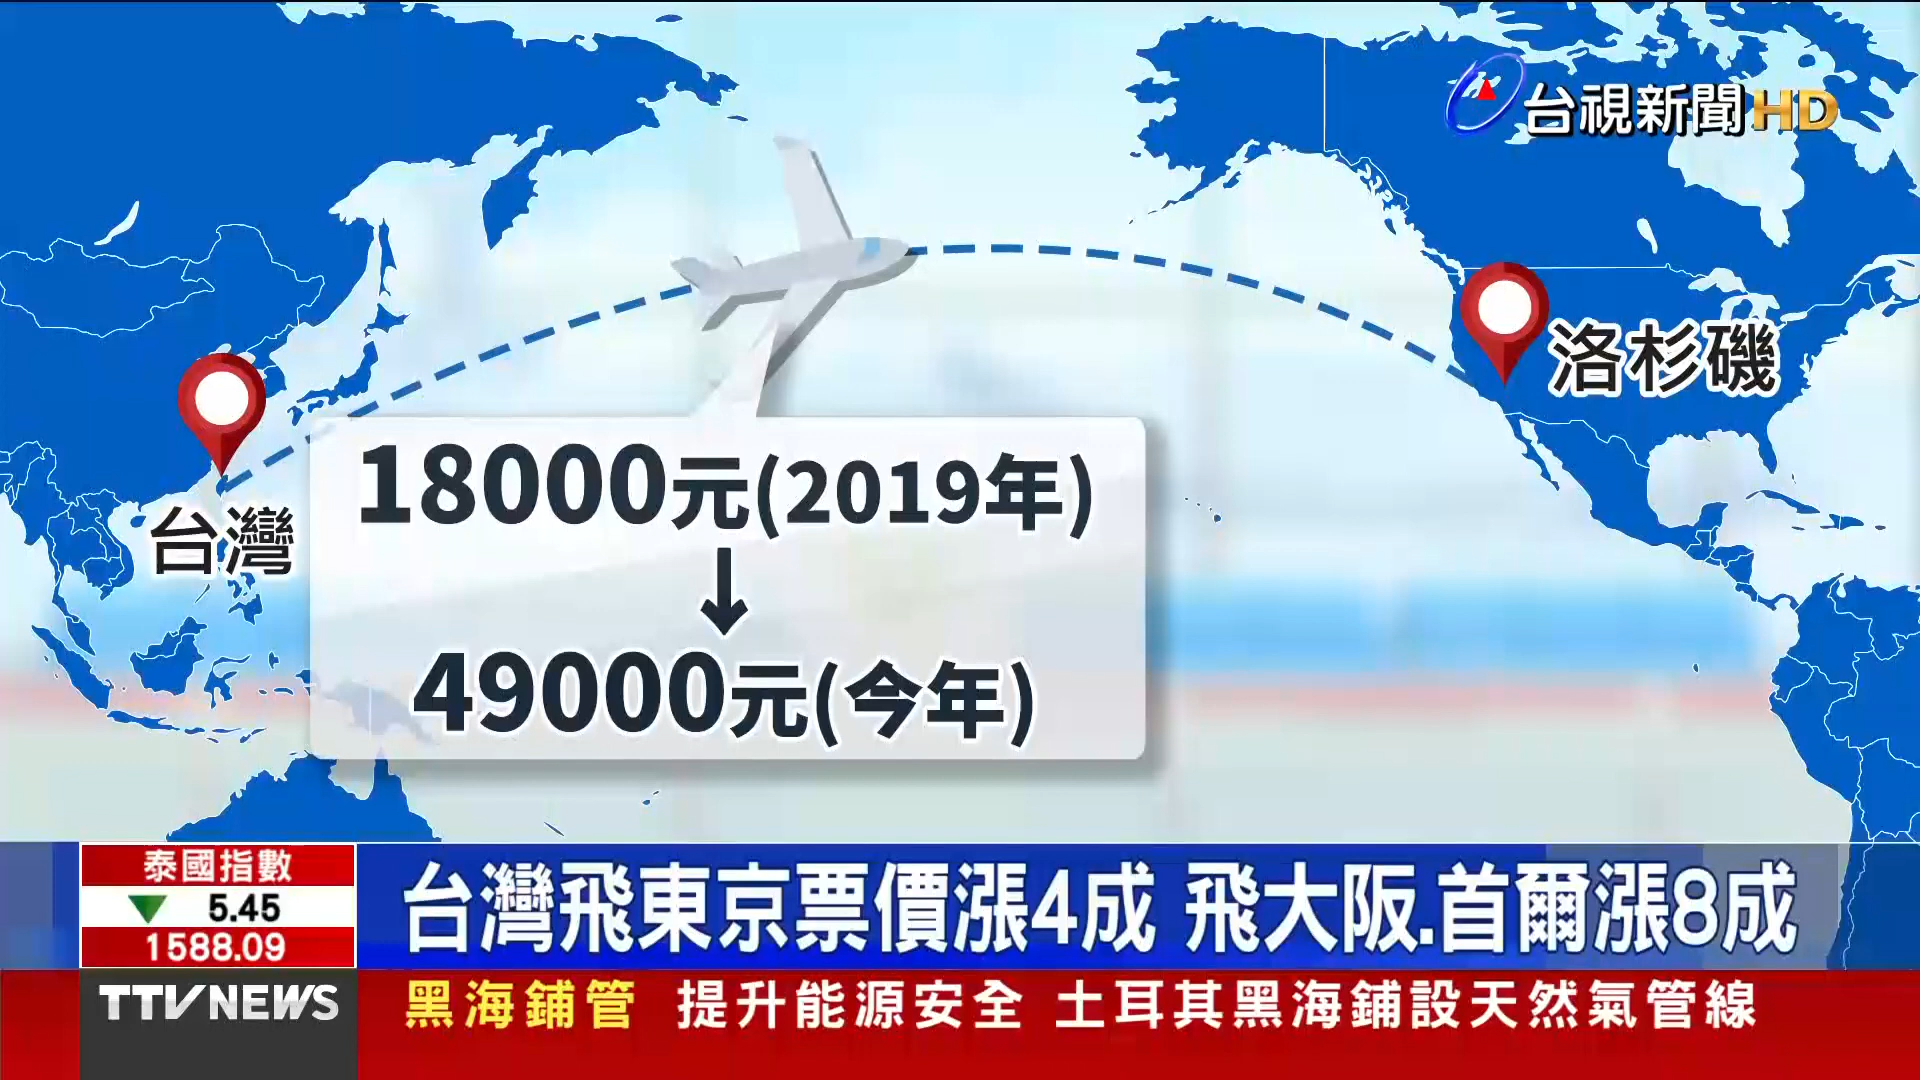 台視新聞HD
洛杉磯
台灣
18000元(2019年)
↓
49000元(今年)
泰國指數
▼ 5.45
1588.09
台灣飛東京票價漲4成 飛大阪.首爾漲8成
TTV NEWS
黑海鋪管 提升能源安全 土耳其黑海鋪設天然氣管線